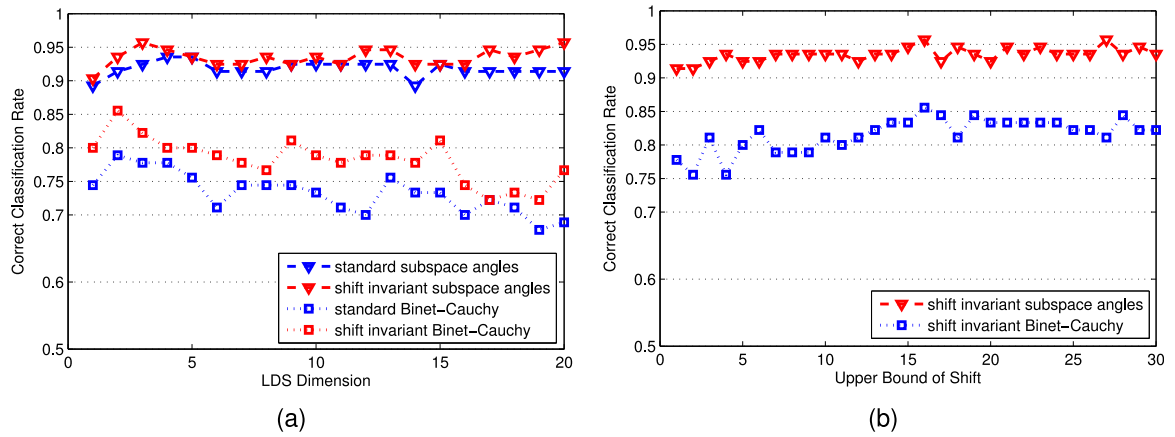 1
0.95
0.9
0.8
0.75
0.7
0.6
0.5
0 5 10 15 20
Correct Classification Rate
LDS Dimension
standard subspace angles
shift invariant subspace angles
standard Binet-Cauchy
shift invariant Binet-Cauchy
(a)
1
0.95
0.9
0.8
0.75
0.7
0.6
0.5
0 5 10 15 20 25 30
Correct Classification Rate
Upper Bound of Shift
shift invariant subspace angles
shift invariant Binet-Cauchy
(b)